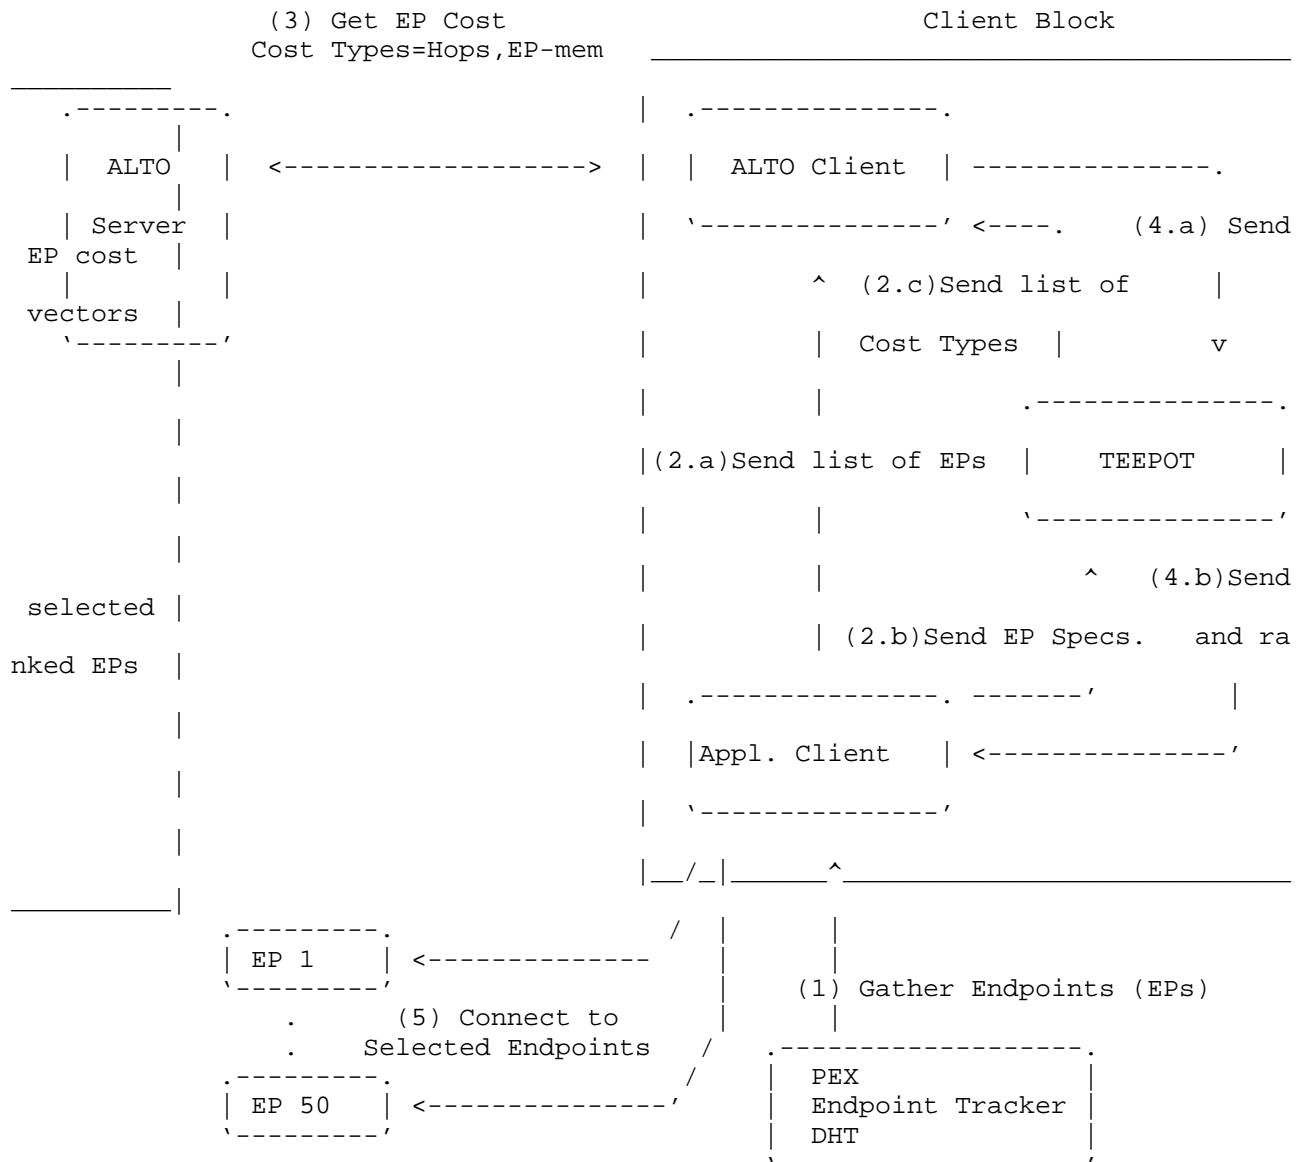 (3) Get EP Cost Client Block
Cost Types=Hops,EP-mem
ALTO ALTO Client
Server (4.a) Send
EP cost
(2.c)Send list of
vectors
Cost Types v
(2.a)Send list of EPs TEEPOT
(4.b)Send
selected
(2.b)Send EP Specs. and ra
nked EPs
Appl. Client
EP 1
(1) Gather Endpoints (EPs)
(5) Connect to
Selected Endpoints
PEX
EP 50 Endpoint Tracker
DHT